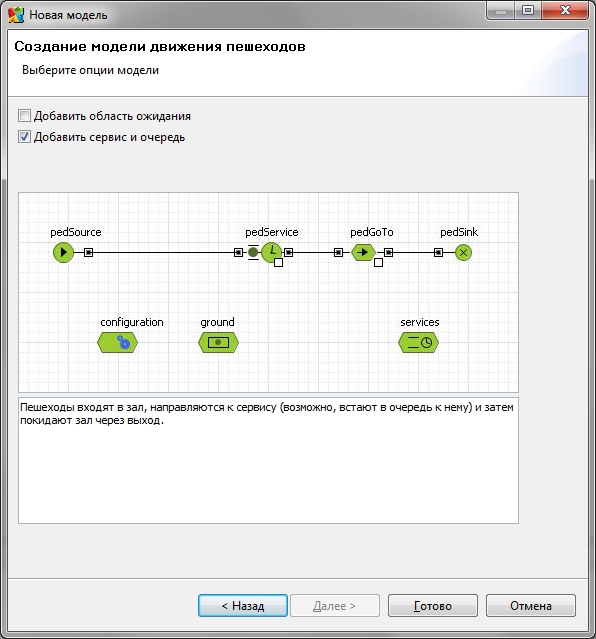 Новая модель
Создание модели движения пешеходов
Выберите опции модели
Добавить область ожидания
Добавить сервис и очередь
pedSource pedService pedGoTo pedSink
configuration ground services
Пешеходы входят в зал, направляются к сервису (возможно, встают в очередь к нему) и затем
покидают зал через выход.
< Назад Далее > Готово Отмена